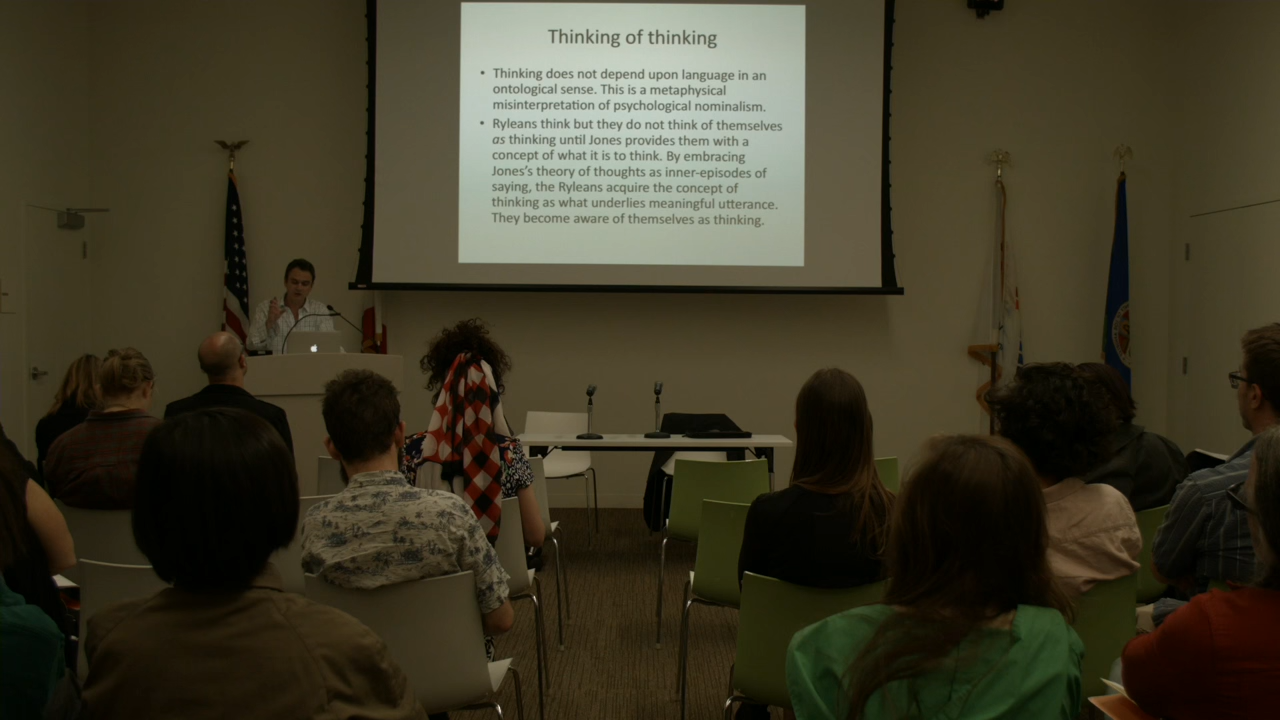 Thinking of thinking
• Thinking does not depend upon language in an
ontological sense. This is a metaphysical
misinterpretation of psychological nominalism.
• Ryleans think but they do not think of themselves
as thinking until Jones provides them with a
concept of what it is to think. By embracing
Jones's theory of thoughts as inner-episodes of
saying, the Ryleans acquire the concept of
thinking as what underlies meaningful utterance.
They become aware of themselves as thinking.